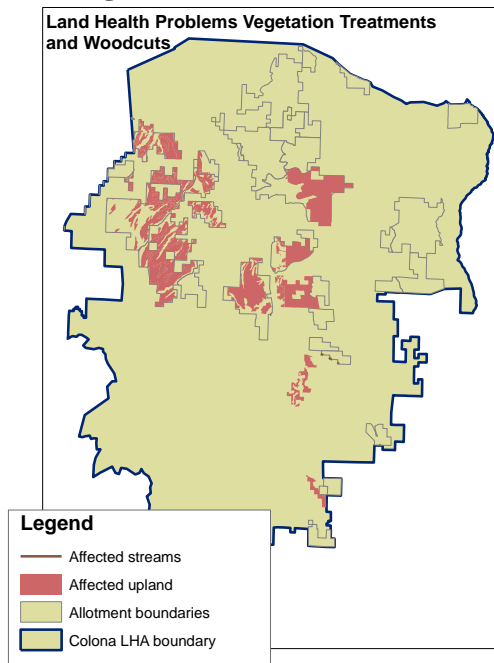 Land Health Problems Vegetation Treatments
and Woodcuts
Legend
Affected streams
Affected upland
Allotment boundaries
Colona LHA boundary